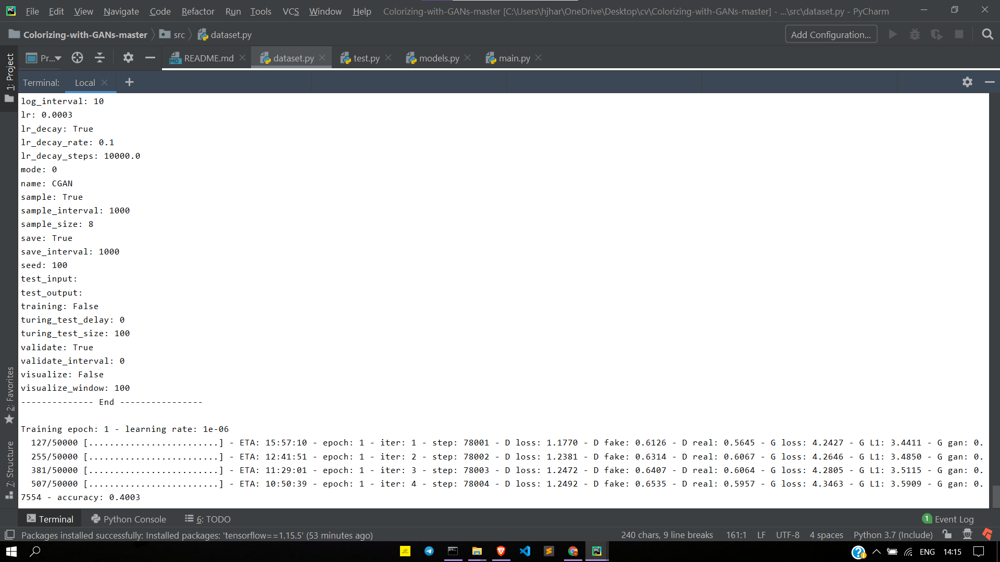 File Edit View Navigate Code Refactor Run Tools VCS Window Help Colorizing-with-GANs-master [C:\Users\hjhar\OneDrive\Desktop\cv\Colorizing-with-GANs-master] - ...\src\dataset.py - PyCharm
Colorizing-with-GANs-master src dataset.py Add Configuration...
1: Project
Pr... README.md dataset.py test.py models.py main.py
Terminal: Local
log_interval: 10
lr: 0.0003
lr_decay: True
lr_decay_rate: 0.1
lr_decay_steps: 10000.0
mode: 0
name: CGAN
sample: True
sample_interval: 1000
sample_size: 8
save: True
save_interval: 1000
seed: 100
test_input:
test_output:
training: False
turing_test_delay: 0
turing_test_size: 100
validate: True
validate_interval: 0
visualize: False
visualize_window: 100
-------------- End ----------------
Training epoch: 1 - learning rate: 1e-06
127/50000 [.........................] - ETA: 15:57:10 - epoch: 1 - iter: 1 - step: 78001 - D loss: 1.1770 - D fake: 0.6126 - D real: 0.5645 - G loss: 4.2427 - G L1: 3.4411 - G gan: 0.
255/50000 [.........................] - ETA: 12:41:51 - epoch: 1 - iter: 2 - step: 78002 - D loss: 1.2381 - D fake: 0.6314 - D real: 0.6067 - G loss: 4.2646 - G L1: 3.4850 - G gan: 0.
381/50000 [.........................] - ETA: 11:29:01 - epoch: 1 - iter: 3 - step: 78003 - D loss: 1.2472 - D fake: 0.6407 - D real: 0.6064 - G loss: 4.2805 - G L1: 3.5115 - G gan: 0.
507/50000 [.........................] - ETA: 10:50:39 - epoch: 1 - iter: 4 - step: 78004 - D loss: 1.2492 - D fake: 0.6535 - D real: 0.5957 - G loss: 4.3463 - G L1: 3.5909 - G gan: 0.
7554 - accuracy: 0.4003
2: Favorites
7: Structure
Terminal Python Console 6: TODO 1 Event Log
Packages installed successfully: Installed packages: 'tensorflow==1.15.5' (53 minutes ago) 240 chars, 9 line breaks 161:1 LF UTF-8 4 spaces Python 3.7 (Include)
ENG 14:15